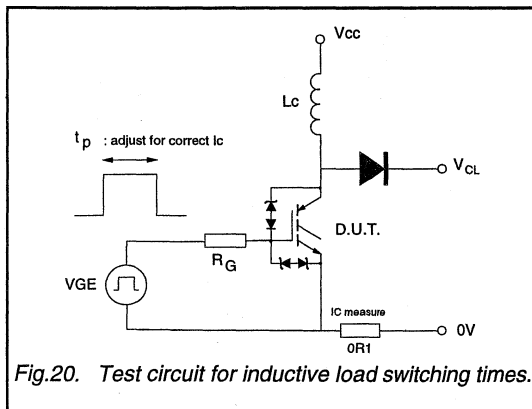 Vcc
Lc
tp : adjust for correct Ic
VCL
D.U.T.
RG
VGE
IC measure
0R1
0V
Fig.20. Test circuit for inductive load switching times.